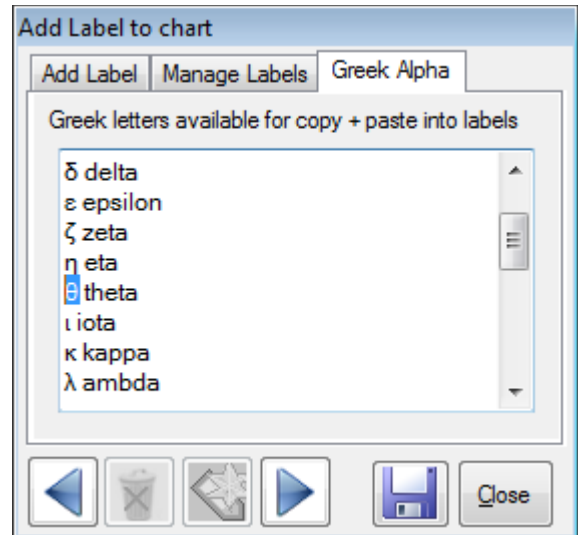 Add Label to chart
Add Label Manage Labels Greek Alpha
Greek letters available for copy + paste into labels
δ delta
ε epsilon
ζ zeta
η eta
θ theta
ι iota
κ kappa
λ ambda
Close